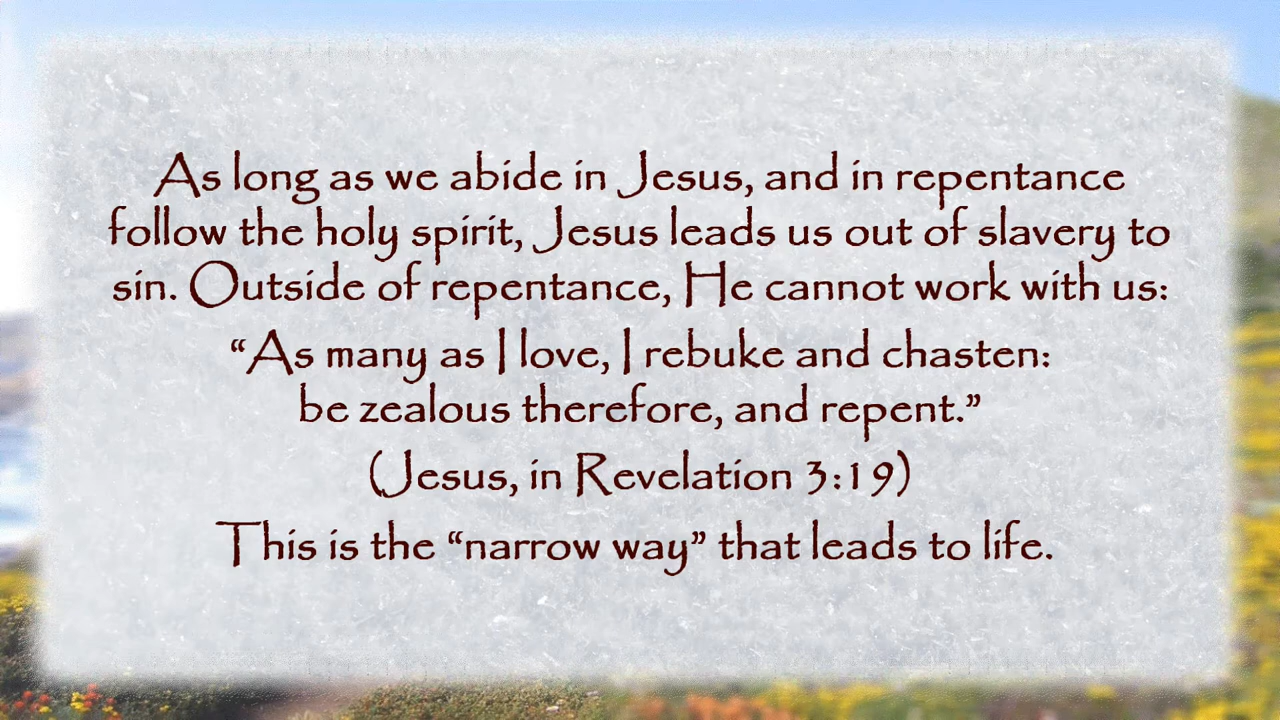 As long as we abide in Jesus, and in repentance
follow the holy spirit, Jesus leads us out of slavery to
sin. Outside of repentance, He cannot work with us:
“As many as I love, I rebuke and chasten:
be zealous therefore, and repent.”
(Jesus, in Revelation 3:19)
This is the “narrow way” that leads to life.